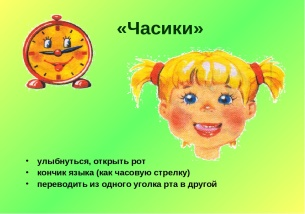 «Часики»
• улыбнуться, открыть рот
• кончик языка (как часовую стрелку)
• переводить из одного уголка рта в другой